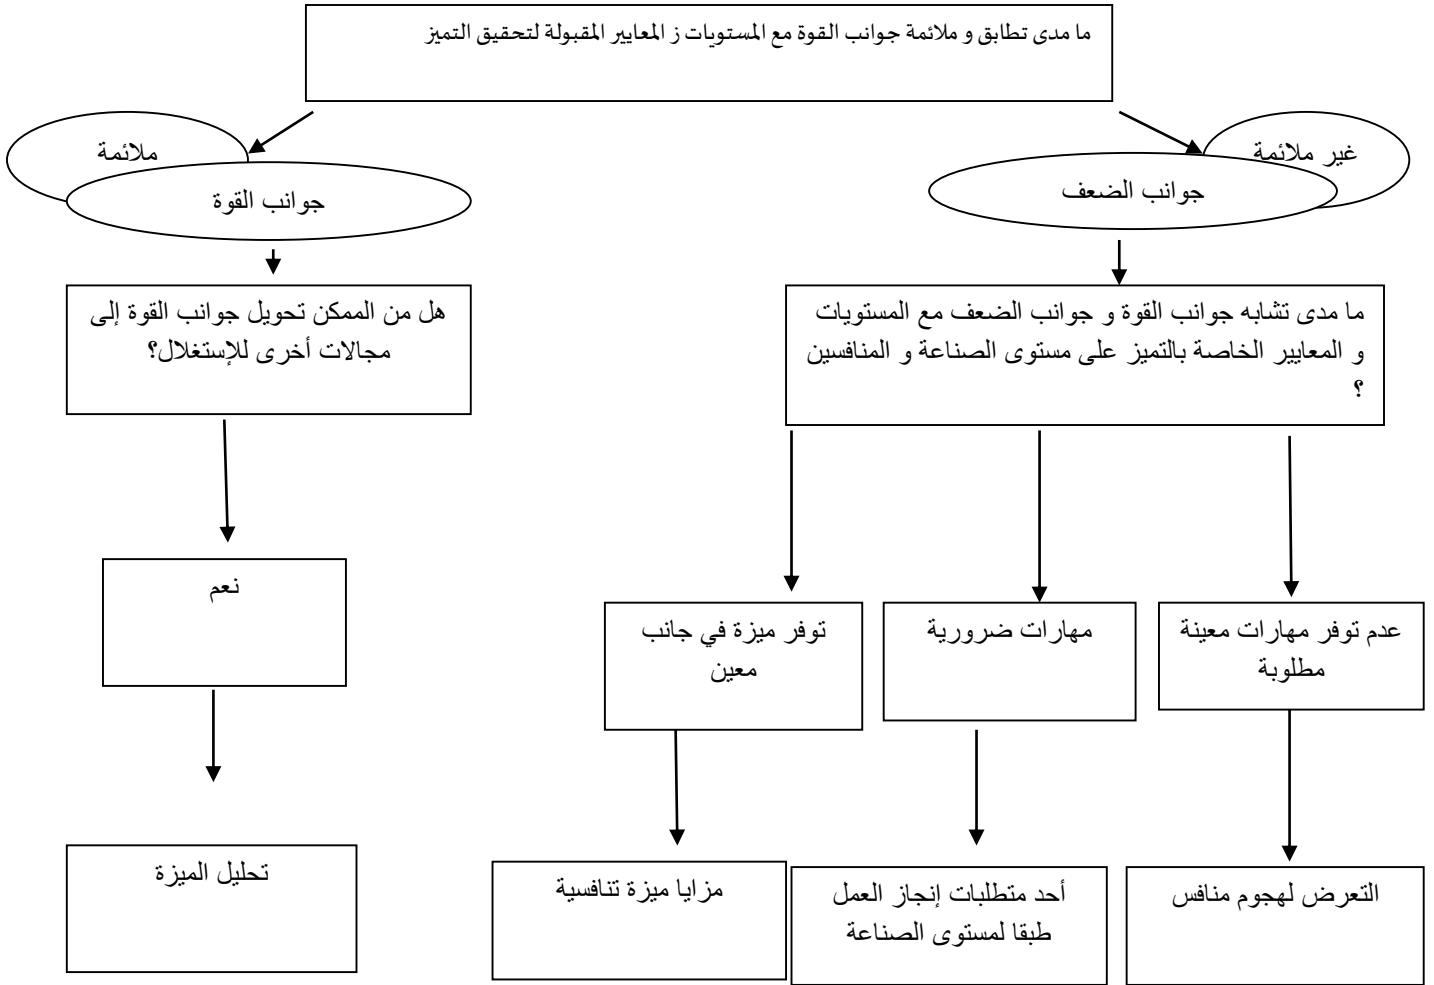 ما مدى تطابق و ملائمة جوانب القوة مع المستويات ز المعايير المقبولة لتحقيق التميز
غير ملائمة
جوانب الضعف
ملائمة
جوانب القوة
ما مدى تشابه جوانب القوة و جوانب الضعف مع المستويات
و المعايير الخاصة بالتميز على مستوى الصناعة و المنافسين
؟
هل من الممكن تحويل جوانب القوة إلى
مجالات أخرى للإستغلال؟
عدم توفر مهارات معينة
مطلوبة
مهارات ضرورية
توفر ميزة في جانب
معين
نعم
التعرض لهجوم منافس
أحد متطلبات إنجاز العمل
طبقا لمستوى الصناعة
مزايا ميزة تنافسية
تحليل الميزة